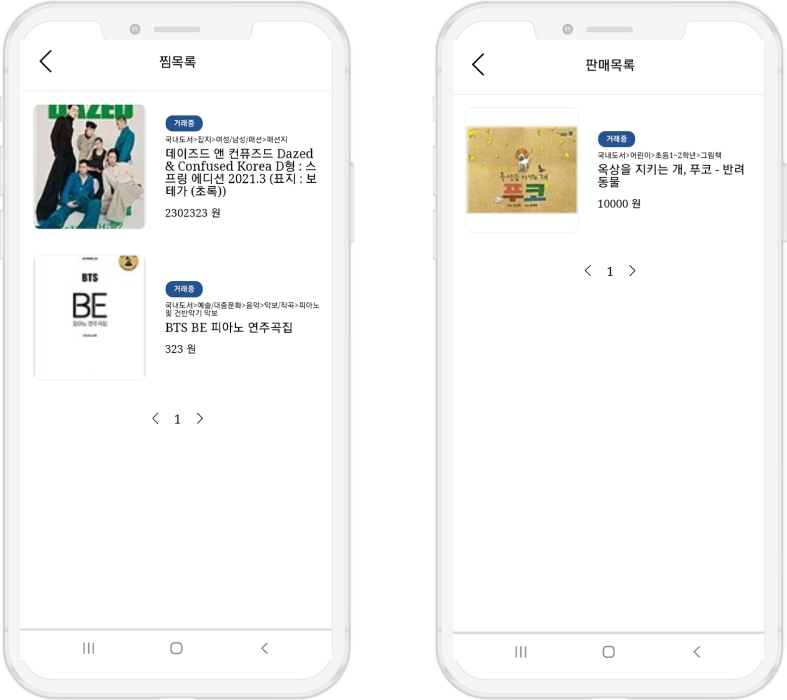 찜목록
DAZED
거래중
국내도서>잡지>여성/남성/패션>패션지
데이즈드 앤 컨퓨즈드 Dazed
& Confused Korea D형 : 스
프링 에디션 2021.3 (표지 : 보
테가 (초록))
2302323 원
BTS
BE
피아노 연주곡집
거래중
국내도서>예술/대중문화>음악>악보/작곡>피아노
및 건반악기 악보
BTS BE 피아노 연주곡집
323 원
1
판매목록
옥상을 지키는 개
푸코
거래중
국내도서>어린이>초등1~2학년>그림책
옥상을 지키는 개, 푸코 - 반려
동물
10000 원
1